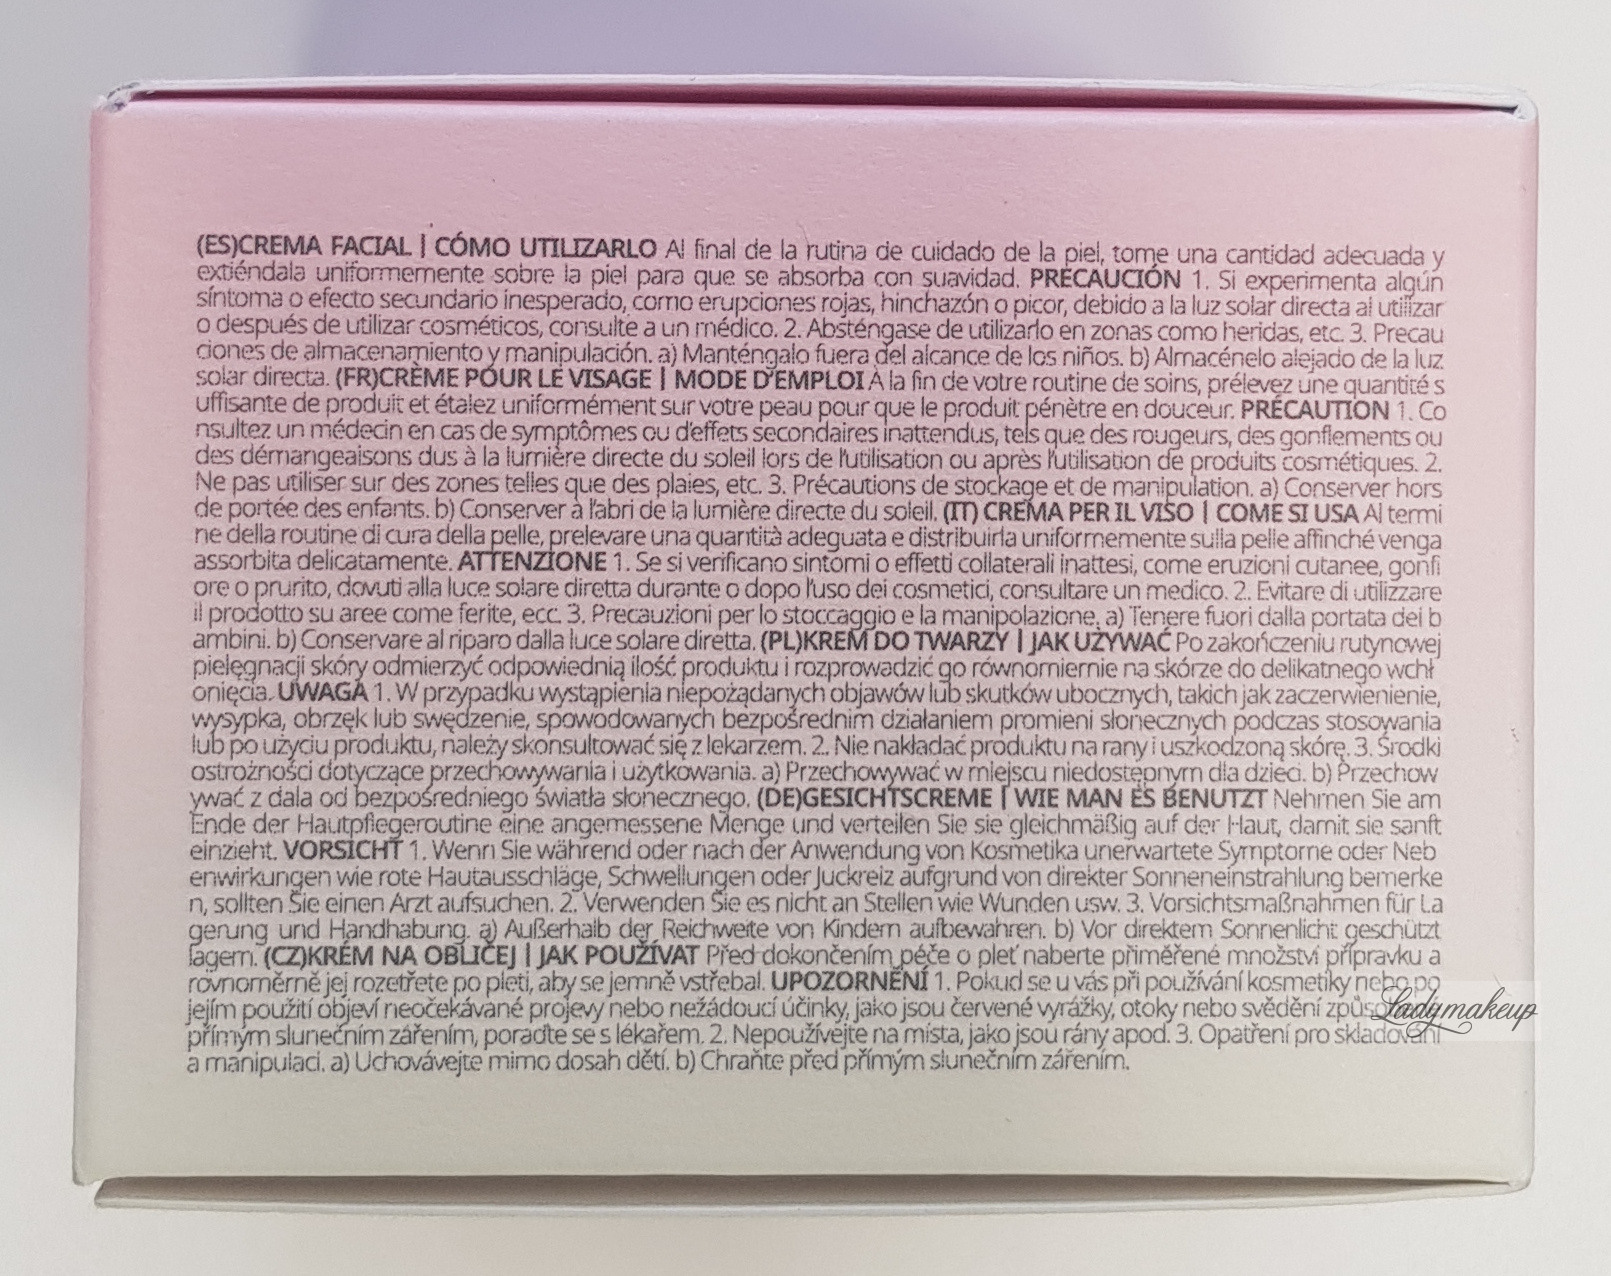 (ES)CREMA FACIAL | CÓMO UTILIZARLO Al final de la rutina de cuidado de la piel, tome una cantidad adecuada y
extiéndala uniformemente sobre la piel para que se absorba con suavidad. PRECAUCIÓN 1. Si experimenta algún
síntoma o efecto secundario inesperado, como erupciones rojas, hinchazón o picor, debido a la luz solar directa al utilizar
o después de utilizar cosméticos, consulte a un médico. 2. Absténgase de utilizarlo en zonas como heridas, etc. 3. Precau
ciones de almacenamiento y manipulación. a) Manténgalo fuera del alcance de los niños. b) Almacénelo alejado de la luz
solar directa. (FR)CRÈME POUR LE VISAGE | MODE D'EMPLOI À la fin de votre routine de soins, prélevez une quantité s
uffisante de produit et étalez uniformément sur votre peau pour que le produit pénètre en douceur. PRÉCAUTION 1. Co
nsultez un médecin en cas de symptômes ou d'effets secondaires inattendus, tels que des rougeurs, des gonflements ou
des démangeaisons dus à la lumière directe du soleil lors de l'utilisation ou après l'utilisation de produits cosmétiques. 2.
Ne pas utiliser sur des zones telles que des plaies, etc. 3. Précautions de stockage et de manipulation. a) Conserver hors
de portée des enfants. b) Conserver à l'abri de la lumière directe du soleil. (IT) CREMA PER IL VISO | COME SI USA Al termi
ne della routine di cura della pelle, prelevare una quantità adeguata e distribuirla uniformemente sulla pelle affinché venga
assorbita delicatamente. ATTENZIONE 1. Se si verificano sintomi o effetti collaterali inattesi, come eruzioni cutanee, gonfi
ore o prurito, dovuti alla luce solare diretta durante o dopo l'uso dei cosmetici, consultare un medico. 2. Evitare di utilizzare
il prodotto su aree come ferite, ecc. 3. Precauzioni per lo stoccaggio e la manipolazione. a) Tenere fuori dalla portata dei b
ambini. b) Conservare al riparo dalla luce solare diretta. (PL)KREM DO TWARZY | JAK UŻYWAĆ Po zakończeniu rutynowej
pielęgnacji skóry odmierzyć odpowiednią ilość produktu i rozprowadzić go równomiernie na skórze do delikatnego wchł
onięcia. UWAGA 1. W przypadku wystąpienia niepożądanych objawów lub skutków ubocznych, takich jak zaczerwienienie,
wysypka, obrzęk lub swędzenie, spowodowanych bezpośrednim działaniem promieni słonecznych podczas stosowania
lub po użyciu produktu, należy skonsultować się z lekarzem. 2. Nie nakładać produktu na rany i uszkodzoną skórę. 3. Środki
ostrożności dotyczące przechowywania i użytkowania. a) Przechowywać w miejscu niedostępnym dla dzieci. b) Przechow
ywać z dala od bezpośredniego światła słonecznego. (DE)GESICHTSCREME | WIE MAN ES BENUTZT Nehmen Sie am
Ende der Hautpflegeroutine eine angemessene Menge und verteilen Sie sie gleichmäßig auf der Haut, damit sie sanft
einzieht. VORSICHT 1. Wenn Sie während oder nach der Anwendung von Kosmetika unerwartete Symptome oder Neb
enwirkungen wie rote Hautausschläge, Schwellungen oder Juckreiz aufgrund von direkter Sonneneinstrahlung bemerke
n, sollten Sie einen Arzt aufsuchen. 2. Verwenden Sie es nicht an Stellen wie Wunden usw. 3. Vorsichtsmaßnahmen für La
gerung und Handhabung. a) Außerhalb der Reichweite von Kindern aufbewahren. b) Vor direktem Sonnenlicht geschützt
lagern. (CZ)KRÉM NA OBLIČEJ | JAK POUŽÍVAT Před dokončením péče o pleť naberte přiměřené množství přípravku a
rovnoměrně jej rozetřete po pleti, aby se jemně vstřebal. UPOZORNĚNÍ 1. Pokud se u vás při používání kosmetiky nebo po
jejím použití objeví neočekávané projevy nebo nežádoucí účinky, jako jsou červené vyrážky, otoky nebo svědění
přímým slunečním zářením, poraďte se s lékařem. 2. Nepoužívejte na místa, jako jsou rány apod. 3. Opatření pro skladování
a manipulaci. a) Uchovávejte mimo dosah dětí. b) Chraňte před přímým slunečním zářením.
Ladymakeup